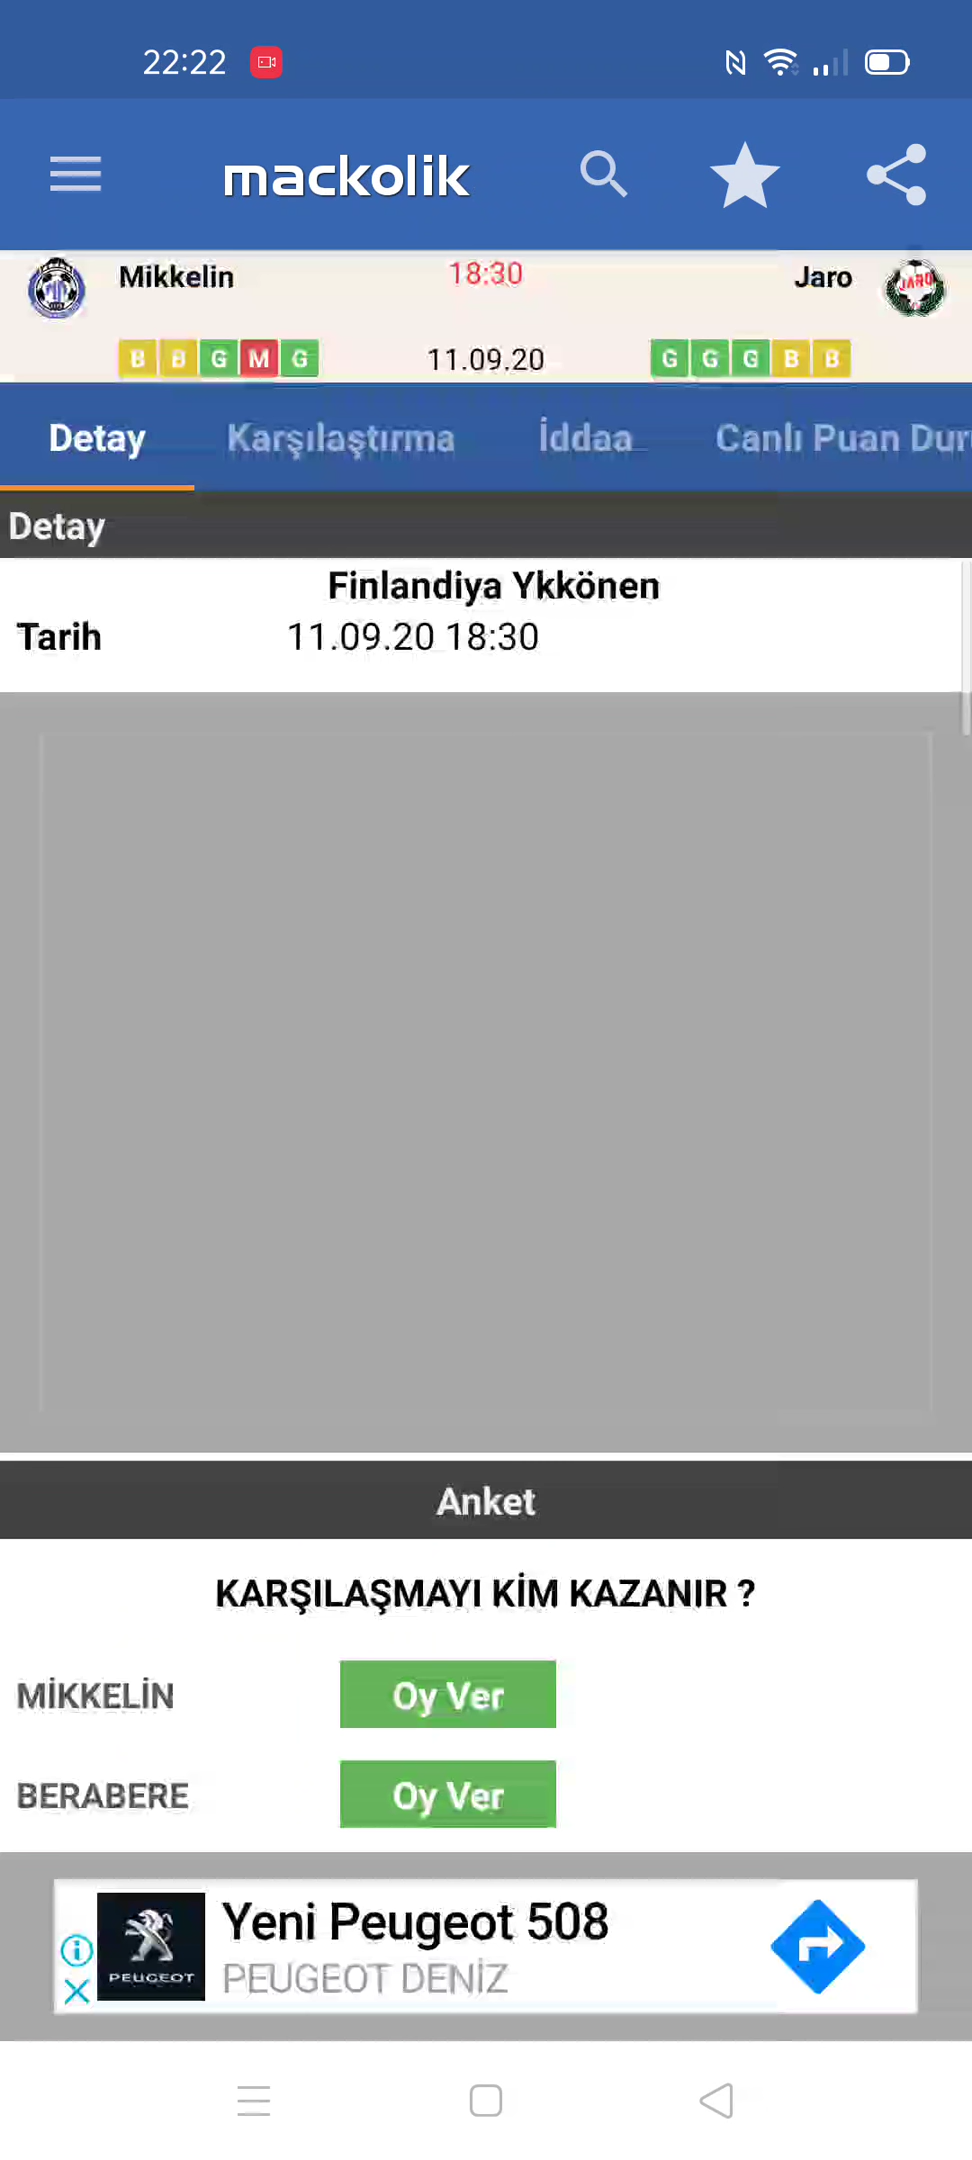 22:22
mackolik
Mikkelin 18:30 Jaro
JARO
B B G M G 11.09.20 G G G B B
Detay Karşılaştırma İddaa Canlı Puan Dur
Detay
Finlandiya Ykkönen
Tarih 11.09.20 18:30
Anket
KARŞILAŞMAYI KİM KAZANIR ?
MİKKELİN Oy Ver
BERABERE Oy Ver
Yeni Peugeot 508
PEUGEOT PEUGEOT DENİZ